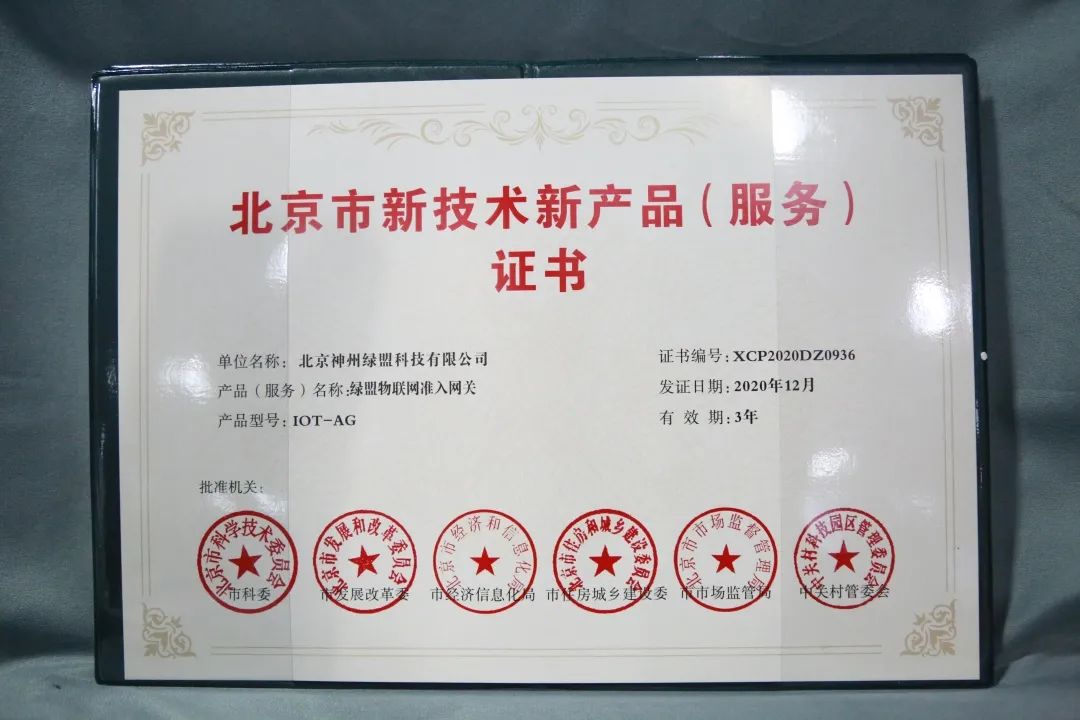 北京市新技术新产品（服务）
证书
单位名称：北京神州绿盟科技有限公司
产品（服务）名称:绿盟物联网准入网关
产品型号：IOT-AG
证书编号：XCP2020DZ0936
发证日期：2020年12月
有 效 期：3年
批准机关：
北京市科学技术委员会
市科委
北京市发展和改革委员会
市发展改革委
北京市经济和信息化局
市经济信息化局
北京市住房和城乡建设委员会
市住房城乡建设委
北京市市场监督管理局
市市场监管局
中关村科技园区管理委员会
中关村管委会